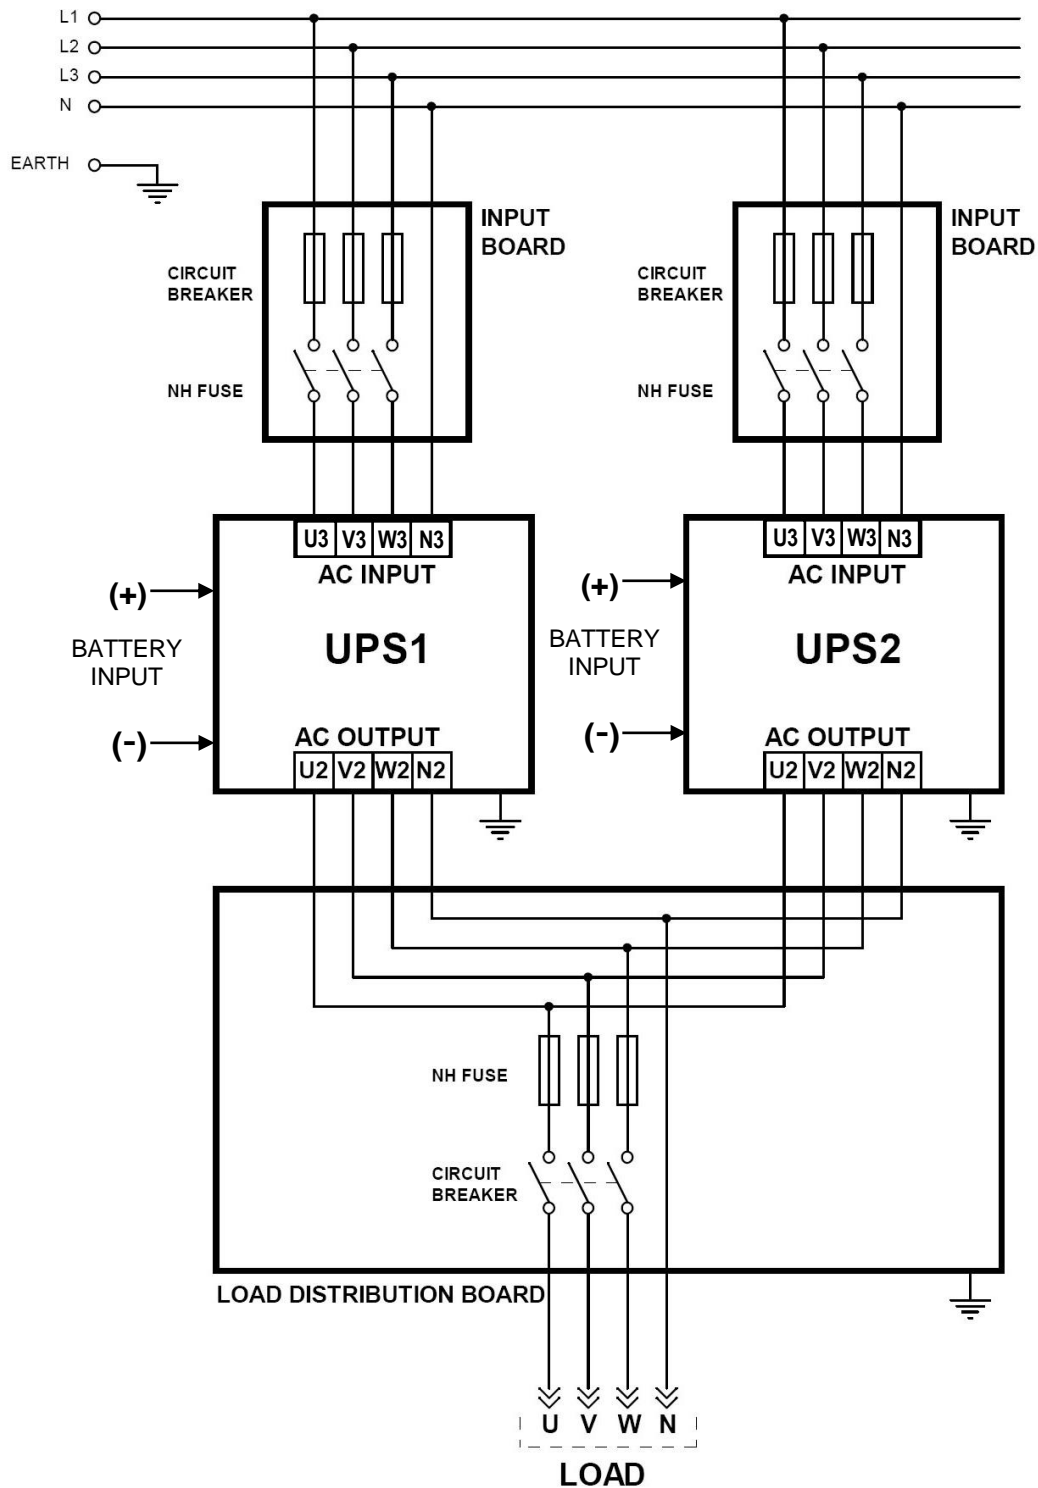 L1
L2
L3
N
EARTH
INPUT
BOARD
INPUT
BOARD
CIRCUIT
BREAKER
CIRCUIT
BREAKER
NH FUSE
NH FUSE
U3 V3 W3 N3
U3 V3 W3 N3
AC INPUT
AC INPUT
(+)
(+)
BATTERY
INPUT
UPS1
BATTERY
INPUT
UPS2
(-)
(-)
AC OUTPUT
AC OUTPUT
U2 V2 W2 N2
U2 V2 W2 N2
NH FUSE
CIRCUIT
BREAKER
LOAD DISTRIBUTION BOARD
U V W N
LOAD